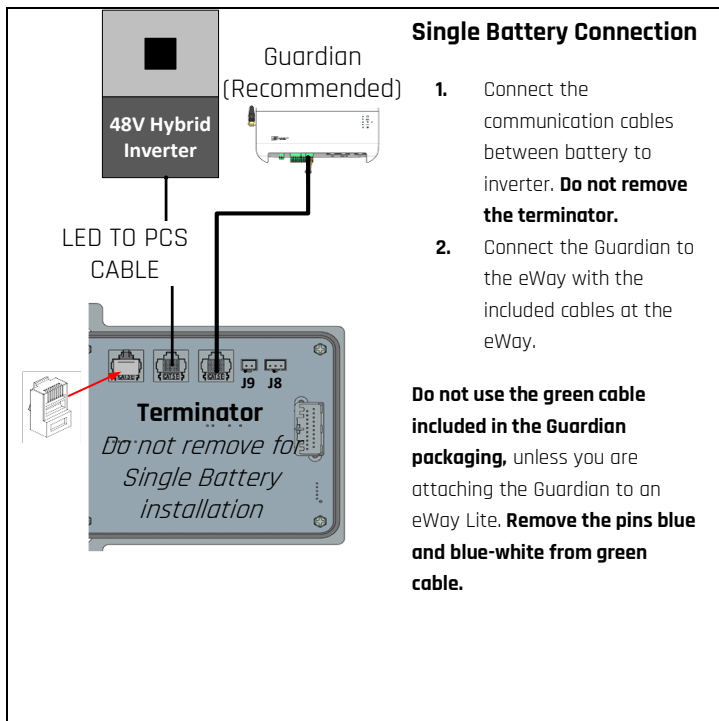 Guardian
(Recommended)
48V Hybrid
Inverter
LED TO PCS
CABLE
J9 J8
Terminator
Do not remove for
Single Battery
installation
Single Battery Connection
1. Connect the
communication cables
between battery to
inverter. Do not remove
the terminator.
2. Connect the Guardian to
the eWay with the
included cables at the
eWay.
Do not use the green cable
included in the Guardian
packaging, unless you are
attaching the Guardian to an
eWay Lite. Remove the pins blue
and blue-white from green
cable.